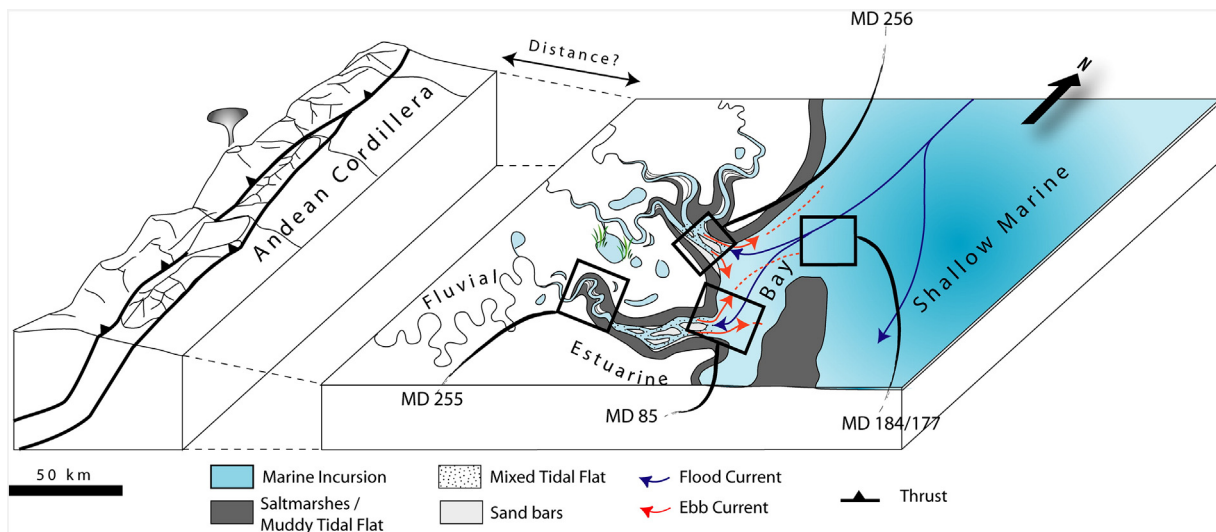 MD 256
Distance?
N
Andean Cordillera
Shallow Marine
Bay
Fluvial
Estuarine
MD 255
MD 85
MD 184/177
50 km
Marine Incursion
Mixed Tidal Flat
Flood Current
Thrust
Saltmarshes /
Muddy Tidal Flat
Sand bars
Ebb Current